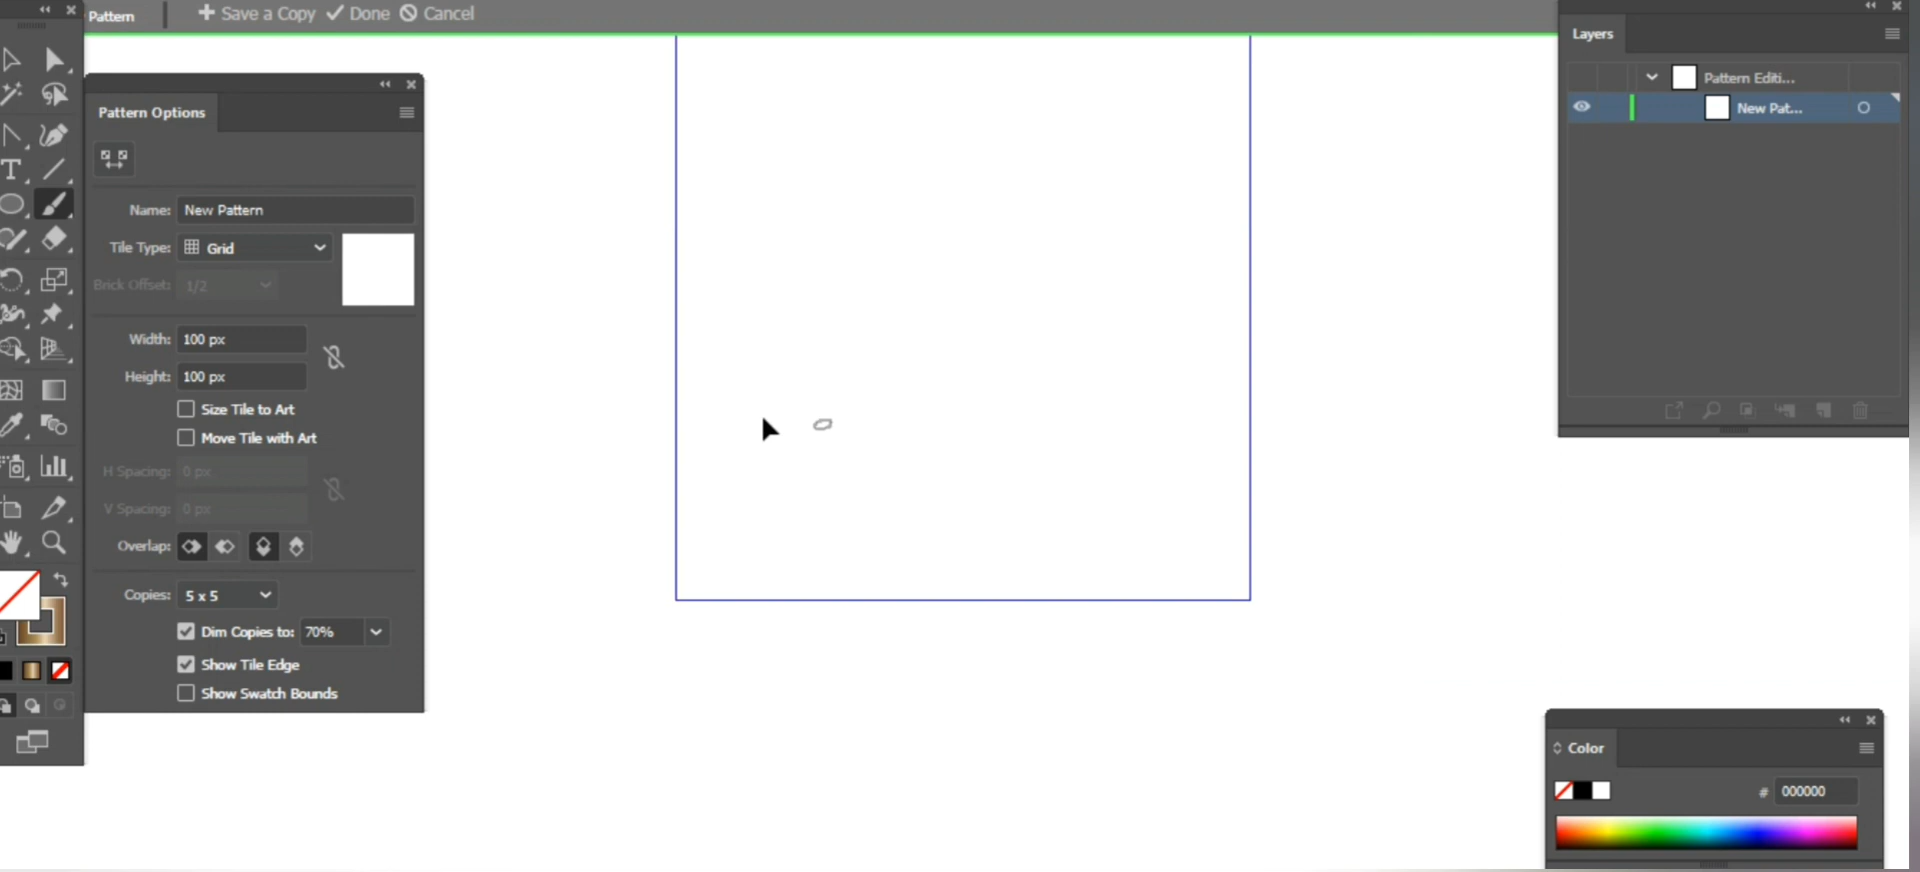 Pattern
Save a Copy
Done
Cancel
Pattern Options
Name: New Pattern
Tile Type: Grid
Brick Offset: 1/2
Width: 100 px
Height: 100 px
Size Tile to Art
Move Tile with Art
H Spacing: 0 px
V Spacing: 0 px
Overlap:
Copies: 5 x 5
Dim Copies to: 70%
Show Tile Edge
Show Swatch Bounds
Layers
Pattern Editi...
New Pat...
Color
# 000000